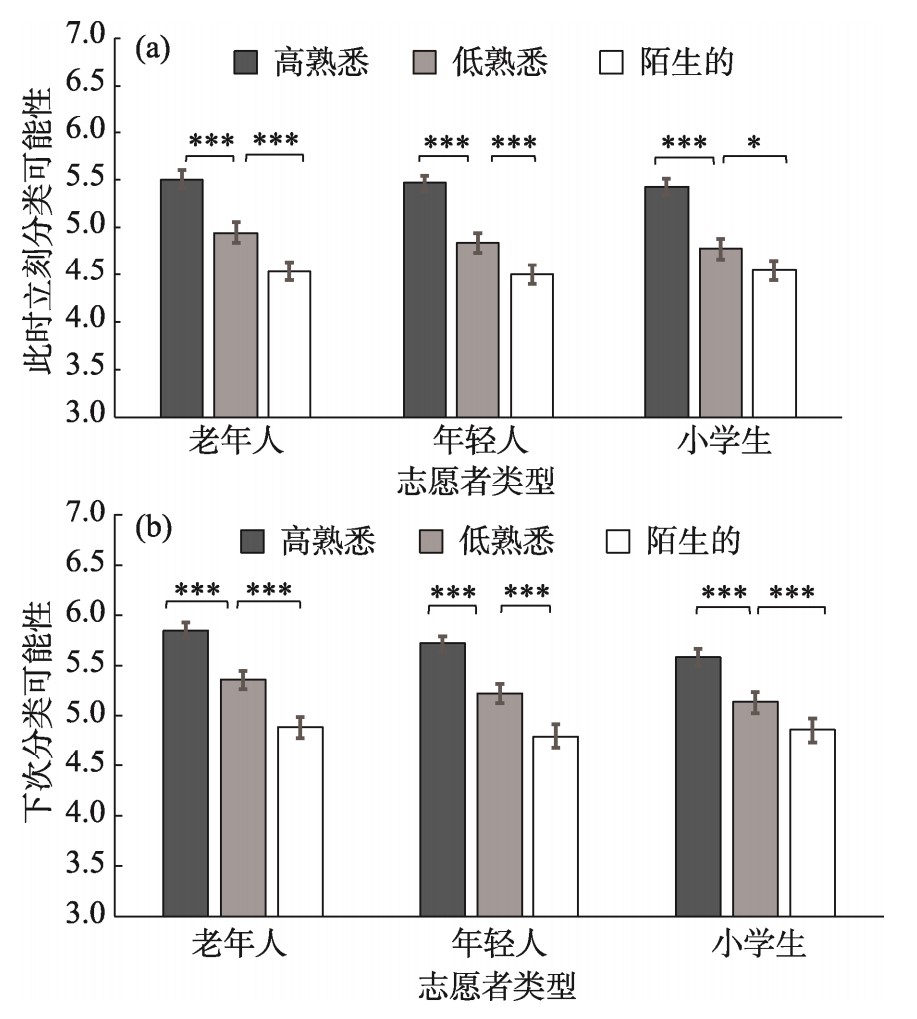 (a)
高熟悉 低熟悉 陌生的
此时立刻分类可能性
7.0
6.5
6.0
5.5
5.0
4.5
4.0
3.5
3.0
*** ***
*** ***
*** *
老年人 年轻人 小学生
志愿者类型
(b)
高熟悉 低熟悉 陌生的
下次分类可能性
7.0
6.5
6.0
5.5
5.0
4.5
4.0
3.5
3.0
*** ***
*** ***
*** ***
老年人 年轻人 小学生
志愿者类型